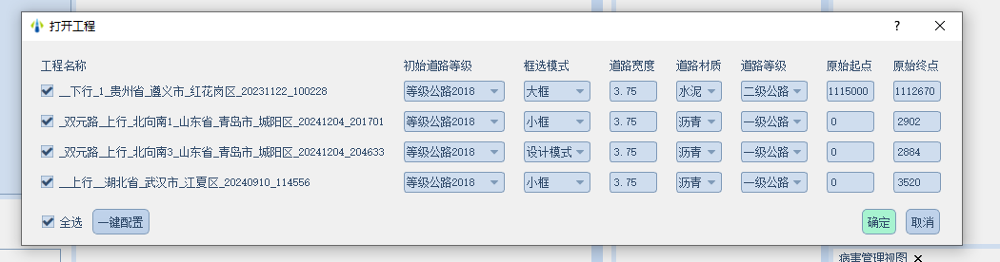 打开工程
工程名称 初始道路等级 框选模式 道路宽度 道路材质 道路等级 原始起点 原始终点
__下行_1_贵州省_遵义市_红花岗区_20231122_100228 等级公路2018 大框 3.75 水泥 二级公路 1115000 1112670
_双元路_上行_北向南1_山东省_青岛市_城阳区_20241204_201701 等级公路2018 小框 3.75 沥青 一级公路 0 2902
_双元路_上行_北向南3_山东省_青岛市_城阳区_20241204_204633 等级公路2018 设计模式 3.75 沥青 一级公路 0 2884
__上行__湖北省_武汉市_江夏区_20240910_114556 等级公路2018 小框 3.75 沥青 一级公路 0 3520
全选 一键配置 确定 取消
病害管理视图